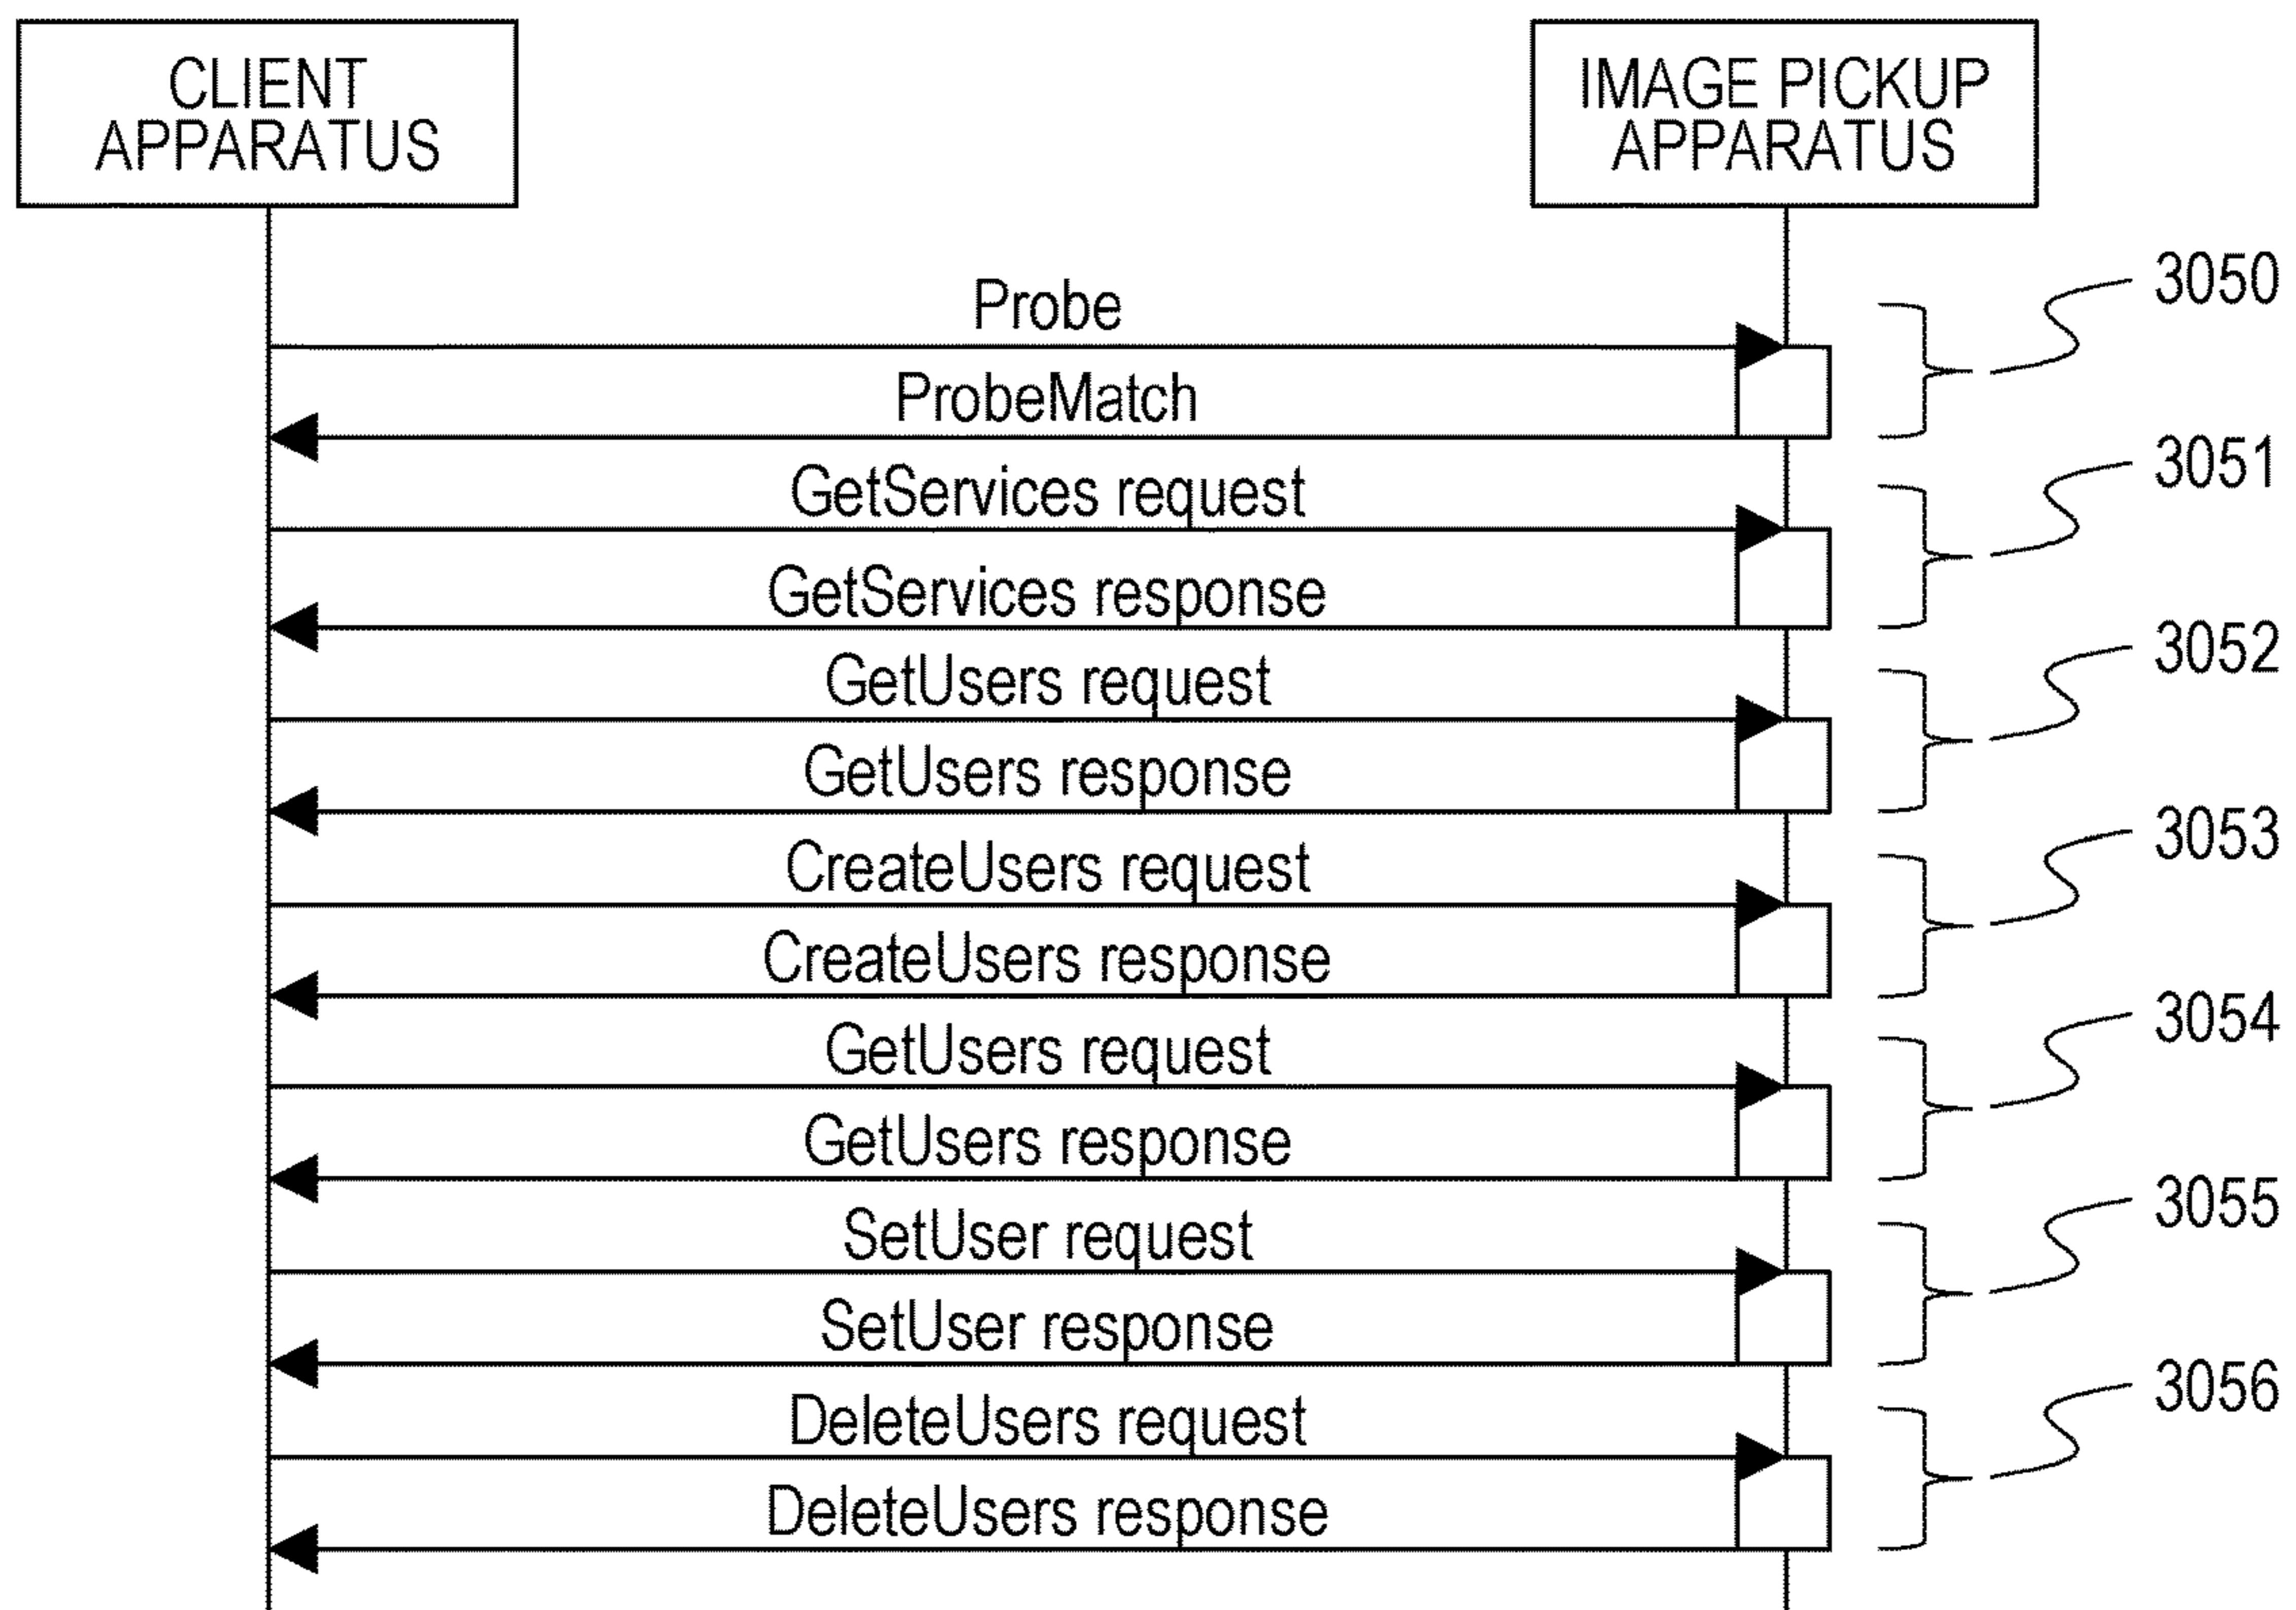 CLIENT
APPARATUS
IMAGE PICKUP
APPARATUS
Probe
3050
ProbeMatch
GetServices request
3051
GetServices response
GetUsers request
3052
GetUsers response
CreateUsers request
3053
CreateUsers response
GetUsers request
3054
GetUsers response
SetUser request
3055
SetUser response
DeleteUsers request
3056
DeleteUsers response